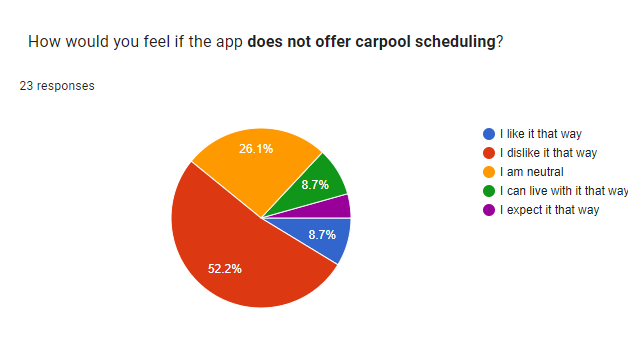 How would you feel if the app does not offer carpool scheduling?
23 responses
I like it that way
I dislike it that way
I am neutral
I can live with it that way
I expect it that way
26.1%
8.7%
8.7%
52.2%